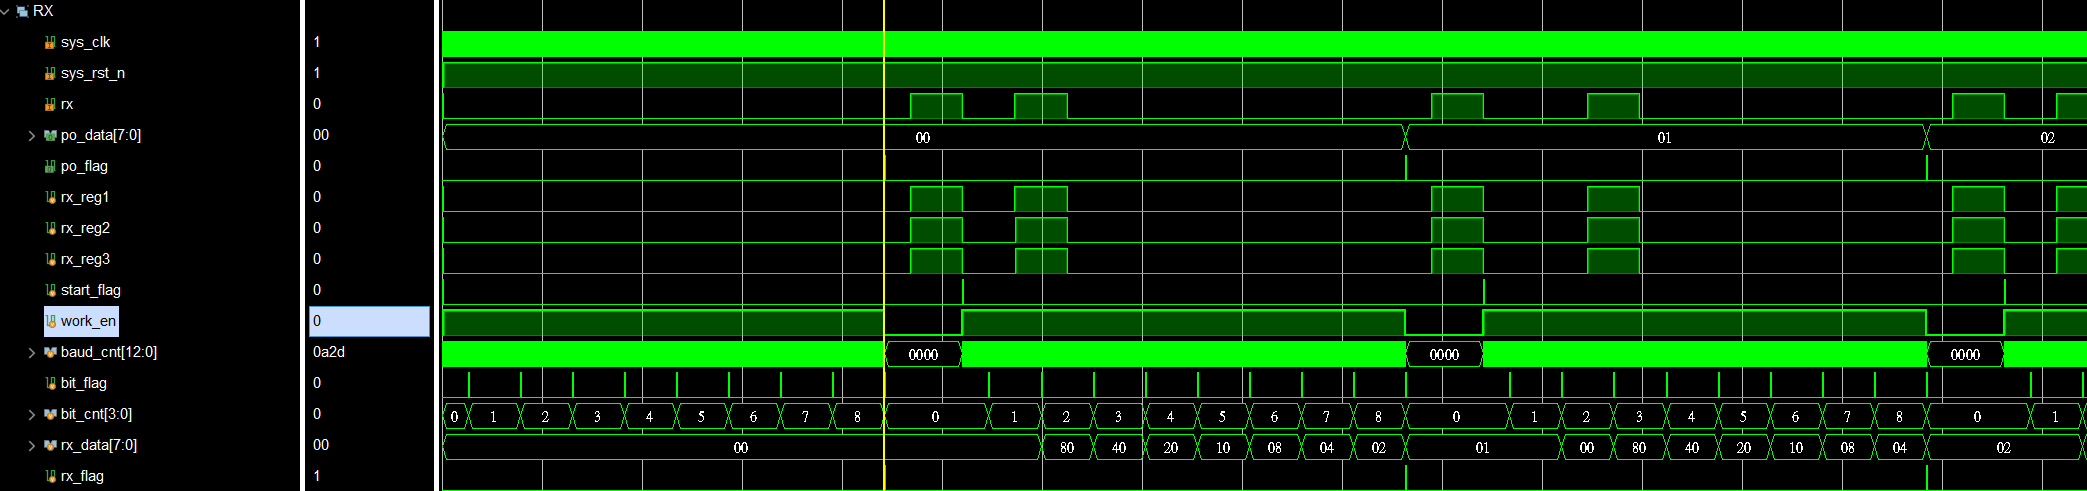 RX
sys_clk 1
sys_rst_n 1
rx 0
po_data[7:0] 00 00 01 02
po_flag 0
rx_reg1 0
rx_reg2 0
rx_reg3 0
start_flag 0
work_en 0
baud_cnt[12:0] 0a2d 0000 0000 0000
bit_flag 0
bit_cnt[3:0] 0 0 1 2 3 4 5 6 7 8 0 1 2 3 4 5 6 7 8 0 1 2 3 4 5 6 7 8 0 1
rx_data[7:0] 00 00 80 40 20 10 08 04 02 01 00 80 40 20 10 08 04 02
rx_flag 1